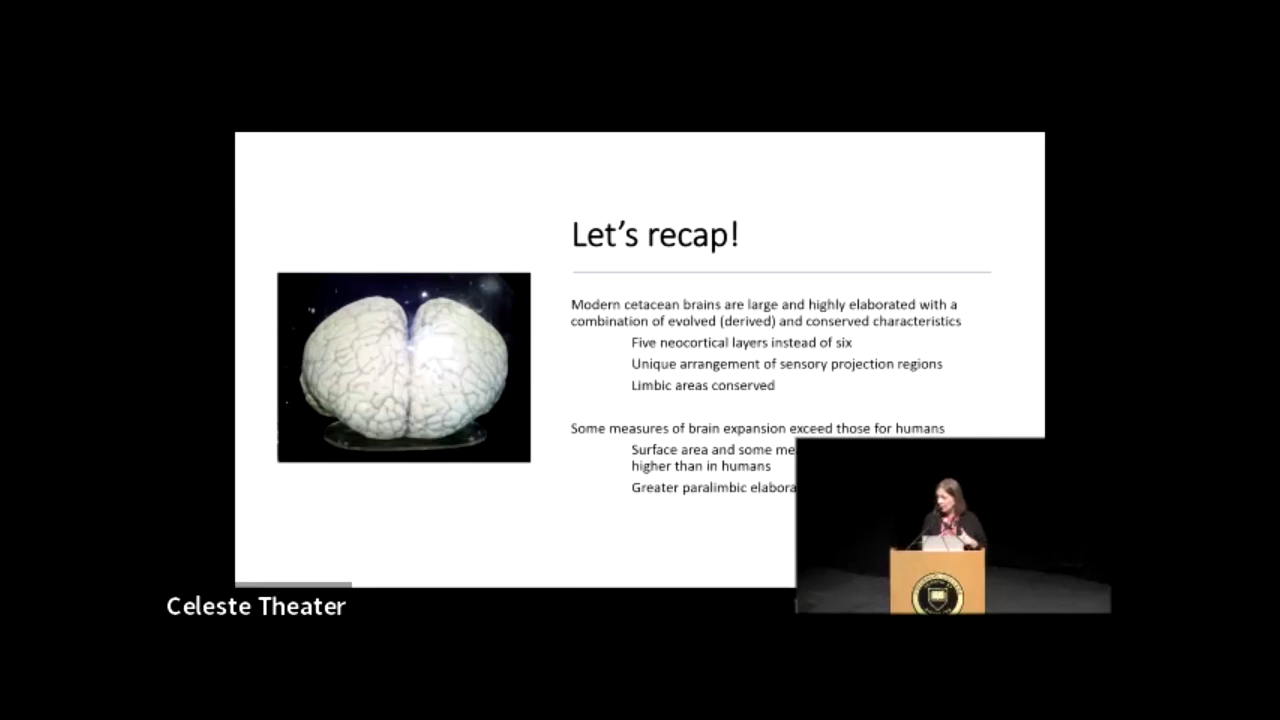 Let's recap!
Modern cetacean brains are large and highly elaborated with a
combination of evolved (derived) and conserved characteristics
Five neocortical layers instead of six
Unique arrangement of sensory projection regions
Limbic areas conserved
Some measures of brain expansion exceed those for humans
Surface area and some
higher than in humans
Greater paralimbic
Celeste Theater